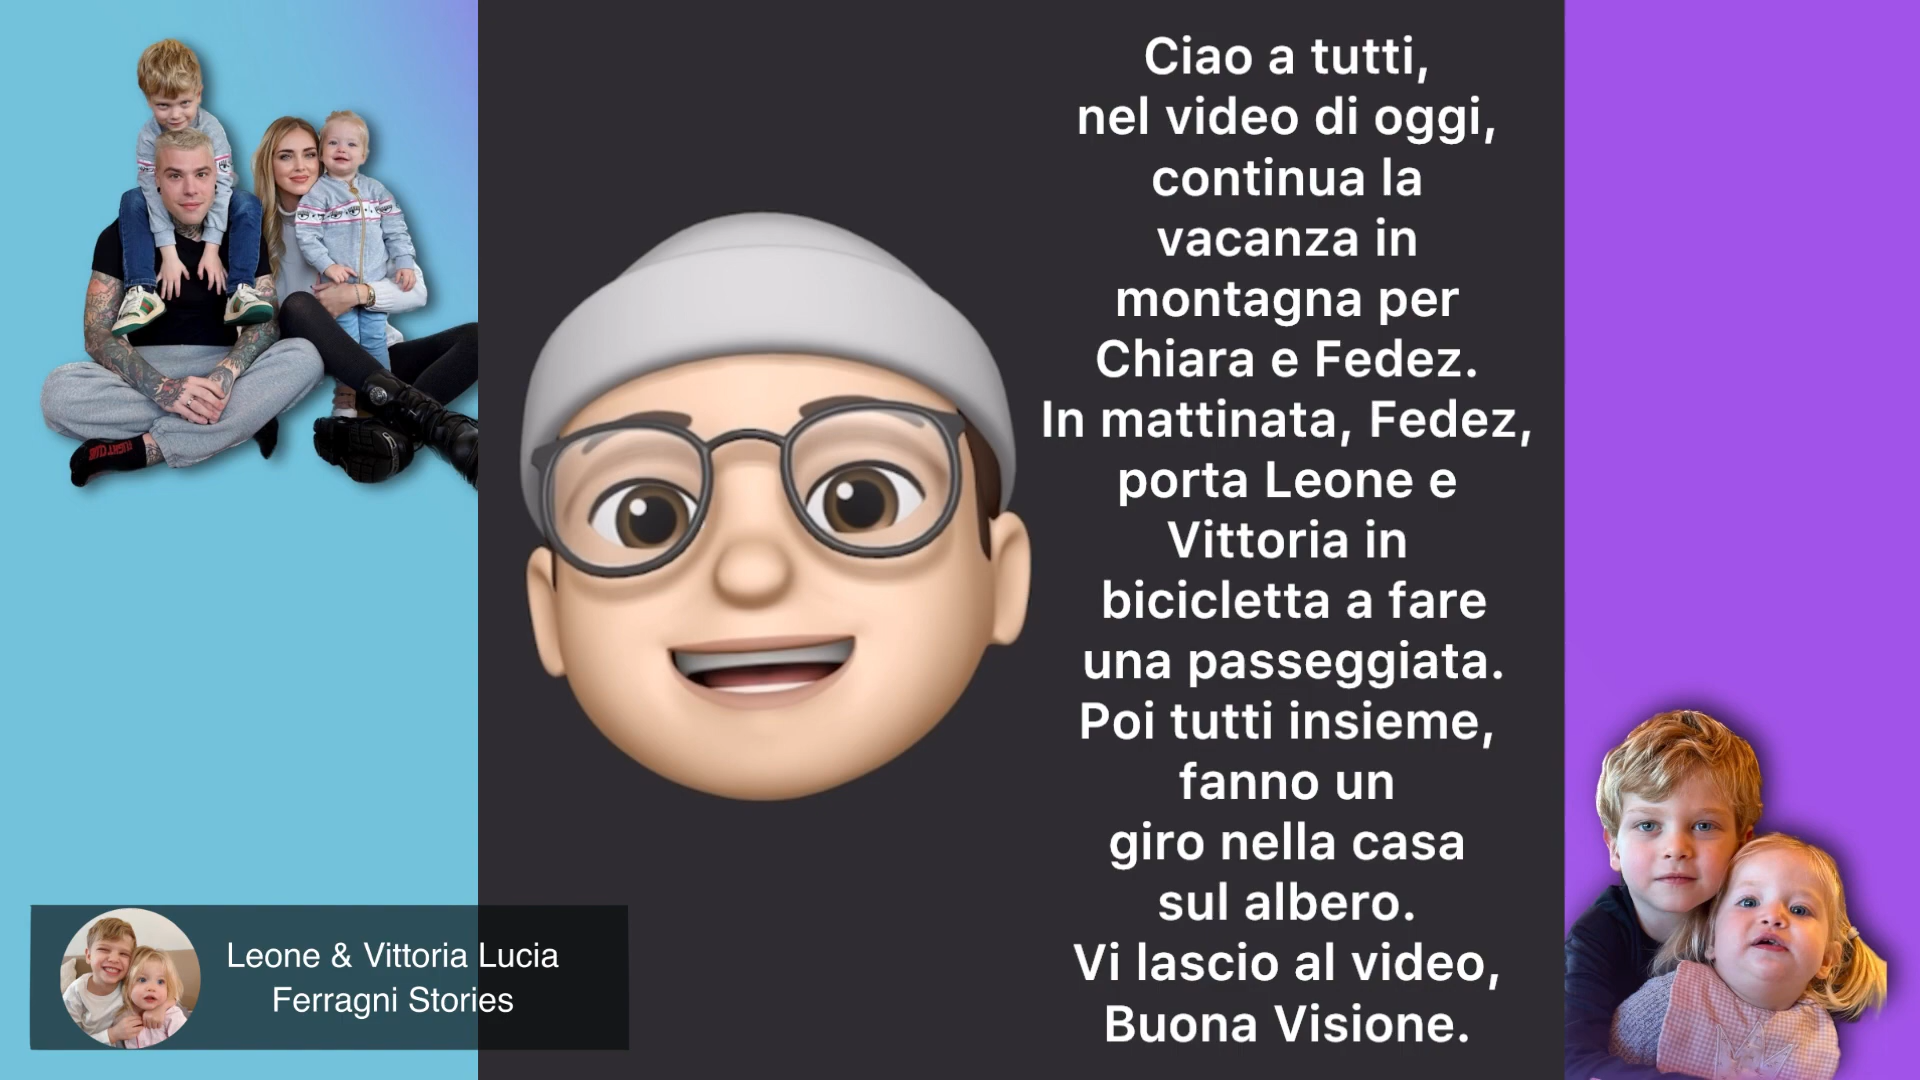 Ciao a tutti,
nel video di oggi,
continua la
vacanza in
montagna per
Chiara e Fedez.
In mattinata, Fedez,
porta Leone e
Vittoria in
bicicletta a fare
una passeggiata.
Poi tutti insieme,
fanno un
giro nella casa
sul albero.
Vi lascio al video,
Buona Visione.
Leone & Vittoria Lucia
Ferragni Stories